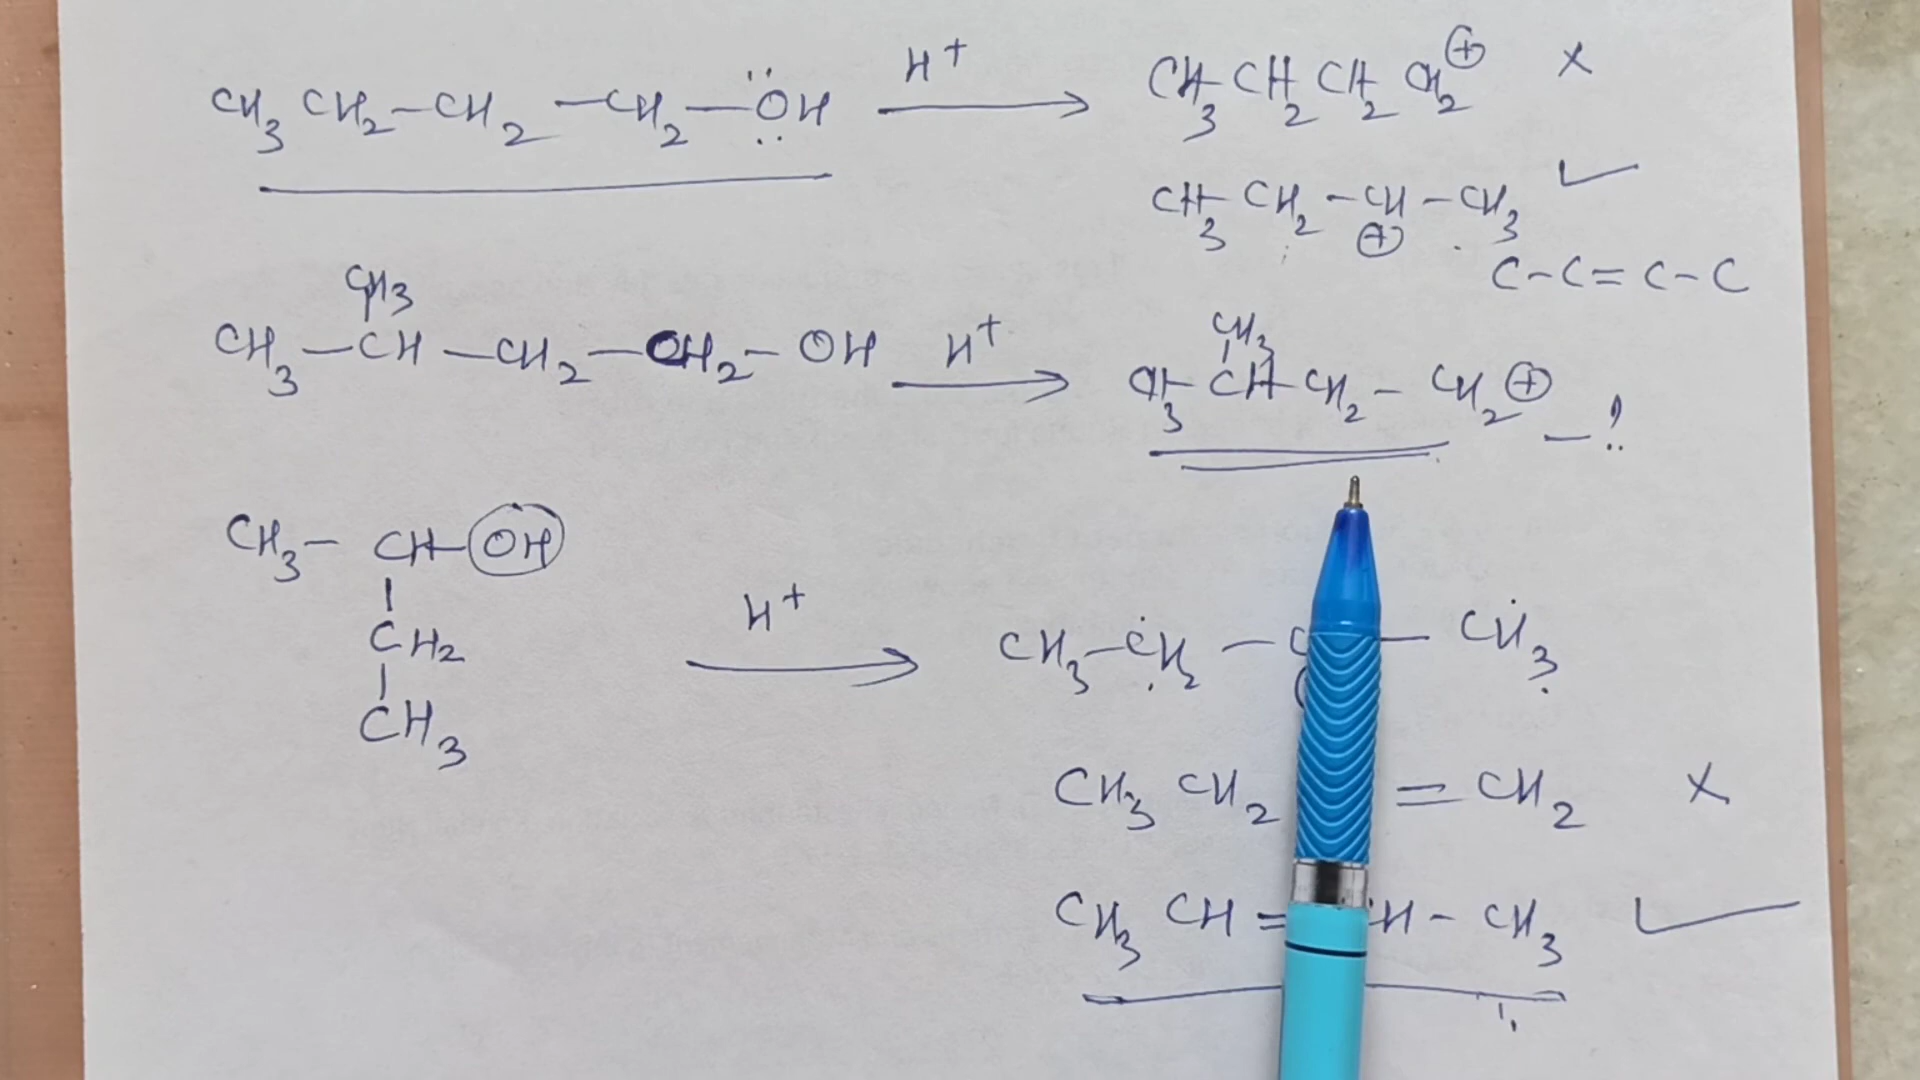 CH3 CH2–CH2–CH2–ÖH H+ → CH3 CH2 CH2 CH2⊕ ×
CH3 CH2–CH–CH3 ✓
⊕
C–C=C–C
CH3
CH3–CH–CH2–CH2–OH H+ →
CH3
CH3–CH–CH2–CH2⊕ –!
CH3–CH–OH
CH2
CH3
H+ →
CH3–CH2– –CH3
CH3 CH2 =CH2 ×
CH3 CH= H–CH3 ✓